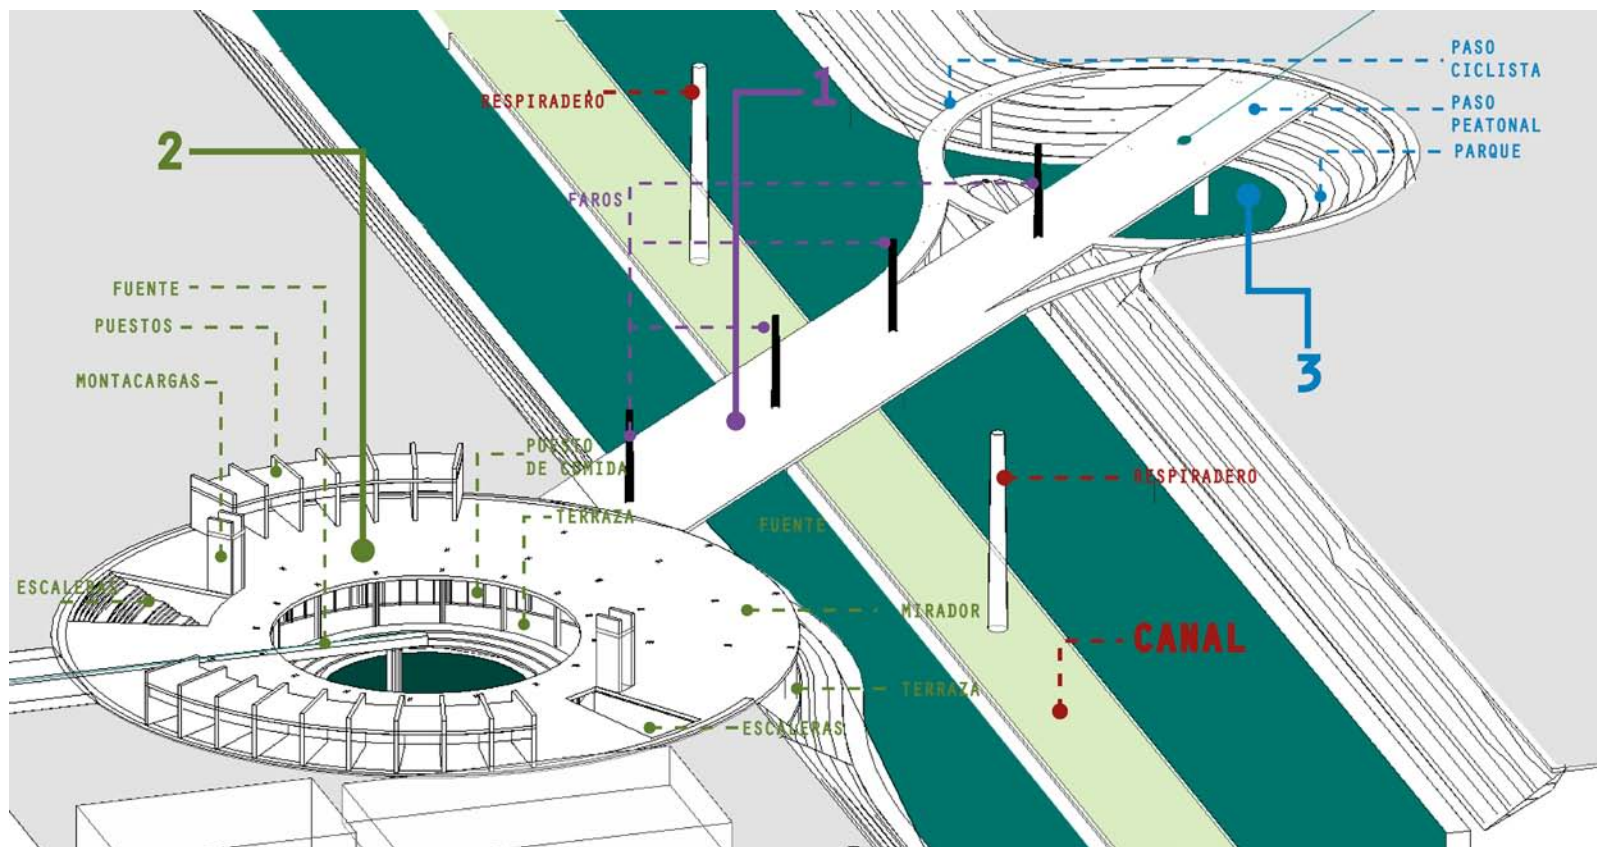 PASO
CICLISTA
RESPIRADERO
1
PASO
PEATONAL
2
PARQUE
FAROS
FUENTE
PUESTOS
3
MONTACARGAS
PUESTO
DE COMIDA
RESPIRADERO
TERRAZA
FUENTE
ESCALERAS
MIRADOR
CANAL
TERRAZA
ESCALERAS